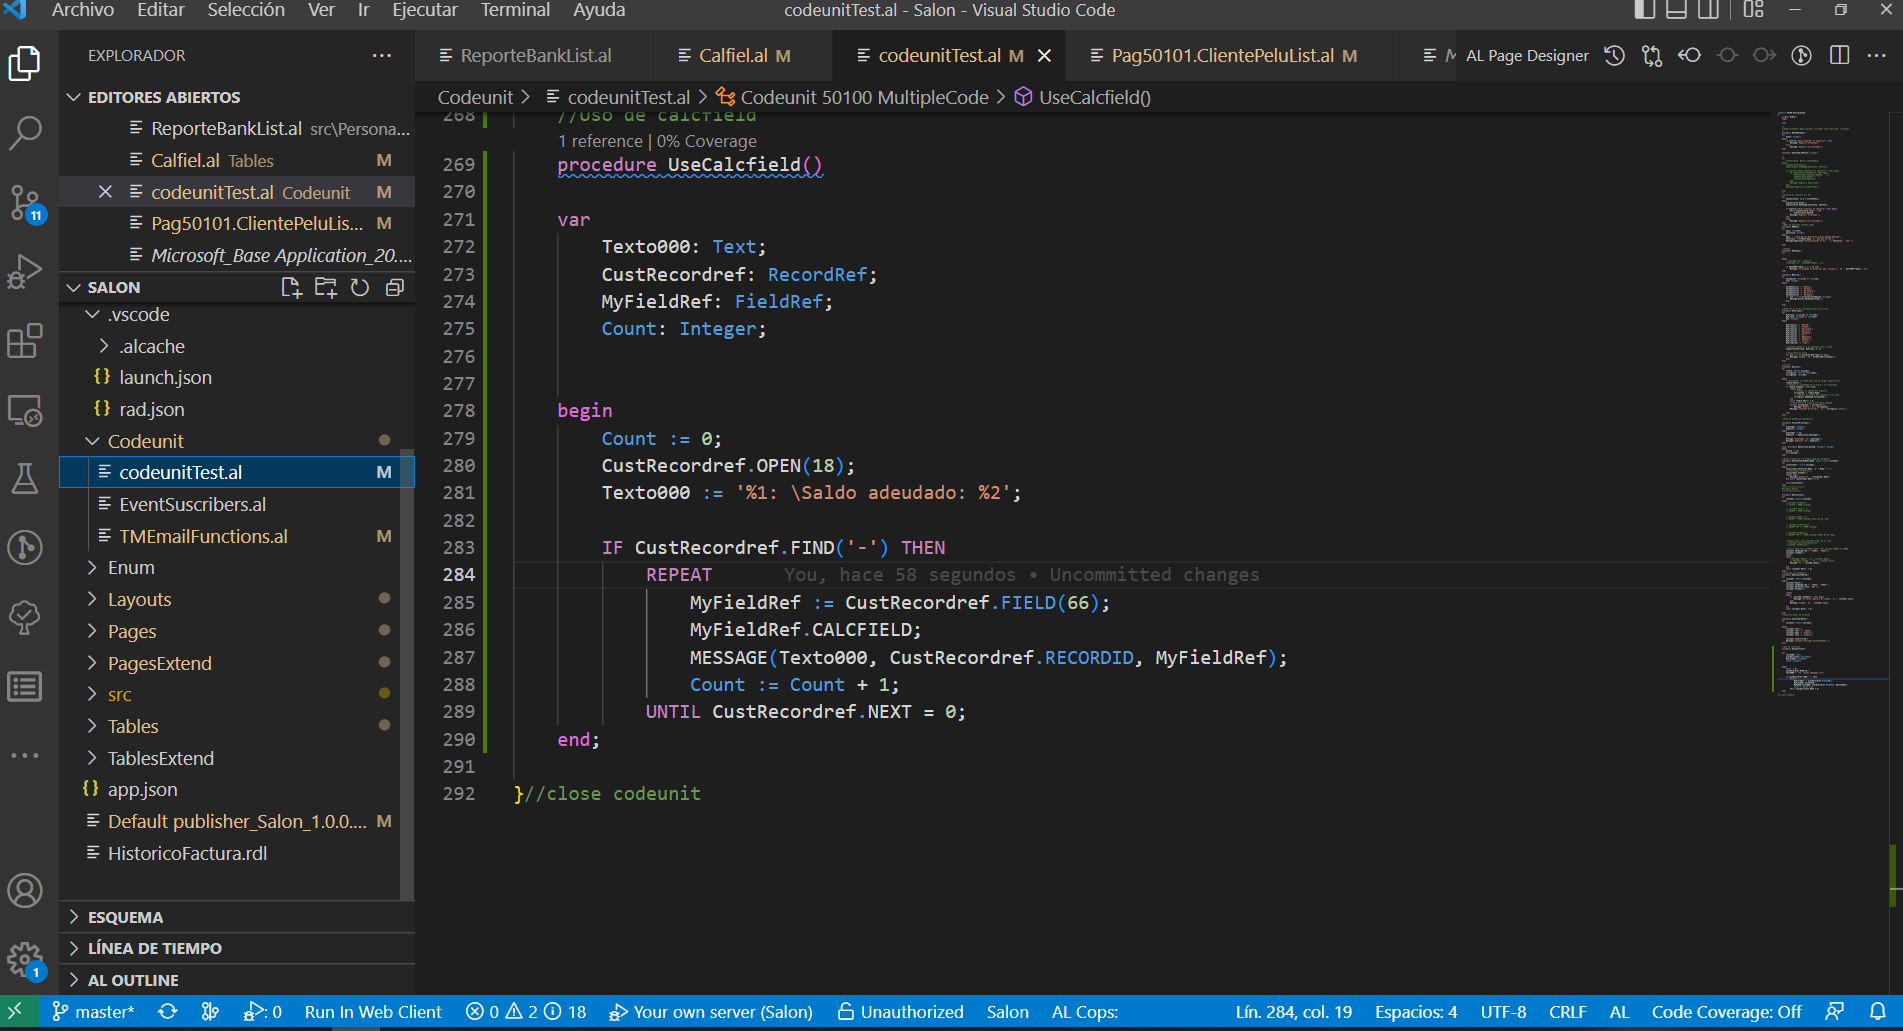 Archivo Editar Selección Ver Ir Ejecutar Terminal Ayuda codeunitTest.al - Salon - Visual Studio Code
EXPLORADOR ···
ReporteBankList.al Calfiel.al M codeunitTest.al M Pag50101.ClientePeluList.al M AL Page Designer
EDITORES ABIERTOS
ReporteBankList.al src\Persona...
Calfiel.al Tables M
codeunitTest.al Codeunit M
Pag50101.ClientePeluLis... M
Microsoft_Base Application_20....
SALON
.vscode
.alcache
launch.json
rad.json
Codeunit
codeunitTest.al M
EventSuscribers.al
TMEmailFunctions.al M
Enum
Layouts
Pages
PagesExtend
src
Tables
TablesExtend
app.json
Default publisher_Salon_1.0.0.... M
HistoricoFactura.rdl
ESQUEMA
LÍNEA DE TIEMPO
AL OUTLINE
11
1
Codeunit > codeunitTest.al > Codeunit 50100 MultipleCode > UseCalcfield()
268 //Uso de calcfield
1 reference | 0% Coverage
269 procedure UseCalcfield()
270
271 var
272 Texto000: Text;
273 CustRecordref: RecordRef;
274 MyFieldRef: FieldRef;
275 Count: Integer;
276
277
278 begin
279 Count := 0;
280 CustRecordref.OPEN(18);
281 Texto000 := '%1: \Saldo adeudado: %2';
282
283 IF CustRecordref.FIND('-') THEN
284 REPEAT You, hace 58 segundos • Uncommitted changes
285 MyFieldRef := CustRecordref.FIELD(66);
286 MyFieldRef.CALCFIELD;
287 MESSAGE(Texto000, CustRecordref.RECORDID, MyFieldRef);
288 Count := Count + 1;
289 UNTIL CustRecordref.NEXT = 0;
290 end;
291
292 }//close codeunit
master* 0 Run In Web Client 0 2 18 Your own server (Salon) Unauthorized Salon AL Cops: Lín. 284, col. 19 Espacios: 4 UTF-8 CRLF AL Code Coverage: Off